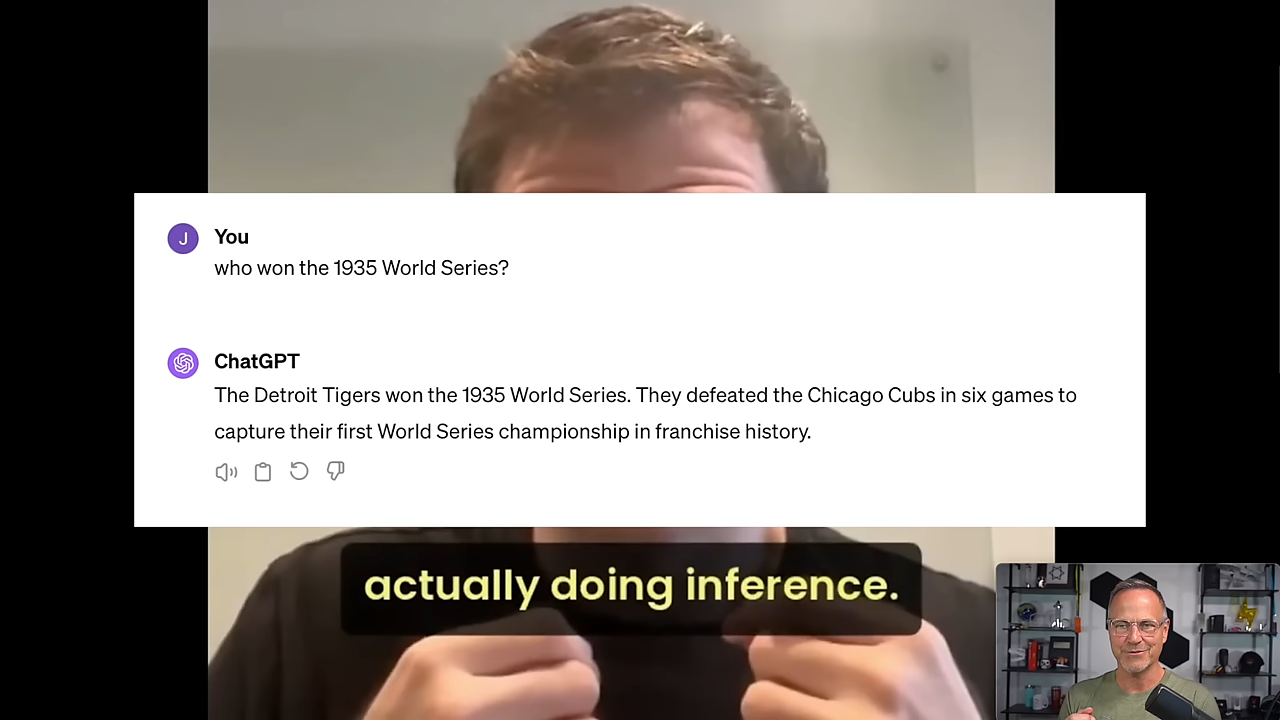 J
You
who won the 1935 World Series?
ChatGPT
The Detroit Tigers won the 1935 World Series. They defeated the Chicago Cubs in six games to
capture their first World Series championship in franchise history.
actually doing inference.